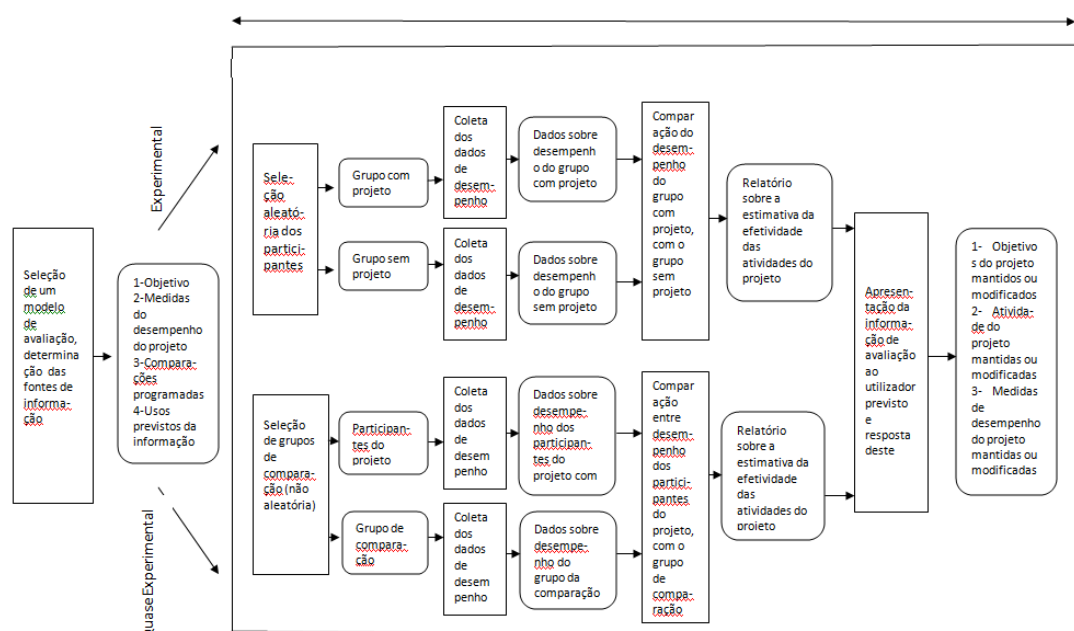 Experimental
Seleção
de um
modelo
de
avaliação,
determina
ção das
fontes de
informa-
ção
1-Objetivo
2-Medidas
do
desempenho
do projeto
3-Compara-
ções
programadas
4-Usos
previstos da
informação
quase Experimental
Sele-
ção
aleató-
ria dos
partici-
pantes
Grupo com
projeto
Grupo sem
projeto
Coleta
dos
dados
de
desem-
penho
Coleta
dos
dados
de
desem-
penho
Dados sobre
desempenh
o do grupo
com projeto
Dados sobre
desempenh
o do grupo
sem projeto
Compar
ação do
desem-
penho
do
grupo
com
projeto,
com o
grupo
sem
projeto
Relatório
sobre a
estimativa da
efetividade
das
atividades do
projeto
Seleção
de grupos
de
compara-
ção (não
aleatória)
Participan-
tes do
projeto
Grupo de
compara-
ção
Coleta
dos
dados
de
desem
penho
Coleta
dos
dados
de
desem
penho
Dados sobre
desempe-
nho dos
participan-
tes do
projeto com
Dados sobre
desempe-
nho do
grupo da
comparação
Compar
ação
entre
desem-
penho
dos
partici-
pantes
do
projeto,
com o
grupo
de
compa-
ração
Relatório
sobre a
estimativa da
efetividade
das
atividades do
projeto
Apresen-
tação da
informa-
ção de
avaliação
ao
utilizador
previsto
e
resposta
deste
1- Objetivo
s do projeto
mantidos ou
modificados
2- Ativida-
de do
projeto
mantidas ou
modificadas
3- Medidas
de
desempenho
do projeto
mantidas ou
modificadas